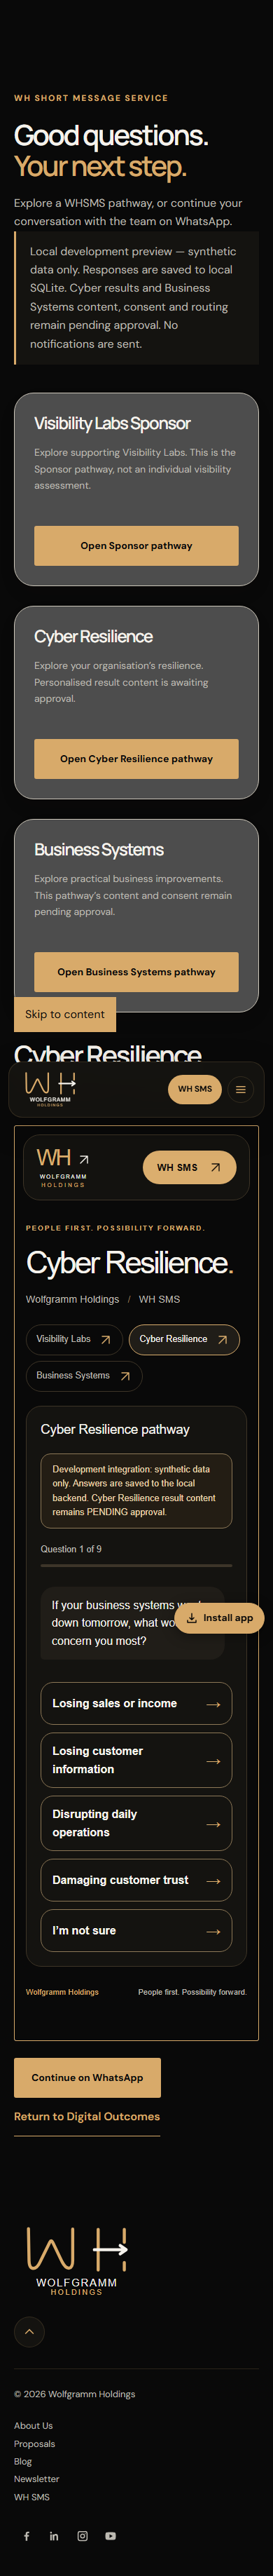 WH SHORT MESSAGE SERVICE
Good questions.
Your next step.
Explore a WHSMS pathway, or continue your
conversation with the team on WhatsApp.
Local development preview — synthetic
data only. Responses are saved to local
SQLite. Cyber results and Business
Systems content, consent and routing
remain pending approval. No
notifications are sent.
Visibility Labs Sponsor
Explore supporting Visibility Labs. This is the
Sponsor pathway, not an individual visibility
assessment.
Open Sponsor pathway
Cyber Resilience
Explore your organisation's resilience.
Personalised result content is awaiting
approval.
Open Cyber Resilience pathway
Business Systems
Explore practical business improvements.
This pathway's content and consent remain
pending approval.
Open Business Systems pathway
Skip to content
Cyber Resilience
WH
WOLFGRAMM
HOLDINGS
WH SMS
WH
WOLFGRAMM
HOLDINGS
WH SMS
PEOPLE FIRST. POSSIBILITY FORWARD.
Cyber Resilience.
Wolfgramm Holdings / WH SMS
Visibility Labs
Cyber Resilience
Business Systems
Cyber Resilience pathway
Development integration: synthetic data
only. Answers are saved to the local
backend. Cyber Resilience result content
remains PENDING approval.
Question 1 of 9
If your business systems
down tomorrow, what
concern you most?
Install app
Losing sales or income
Losing customer
information
Disrupting daily
operations
Damaging customer trust
I'm not sure
Wolfgramm Holdings
People first. Possibility forward.
Continue on WhatsApp
Return to Digital Outcomes
WH
WOLFGRAMM
HOLDINGS
© 2026 Wolfgramm Holdings
About Us
Proposals
Blog
Newsletter
WH SMS